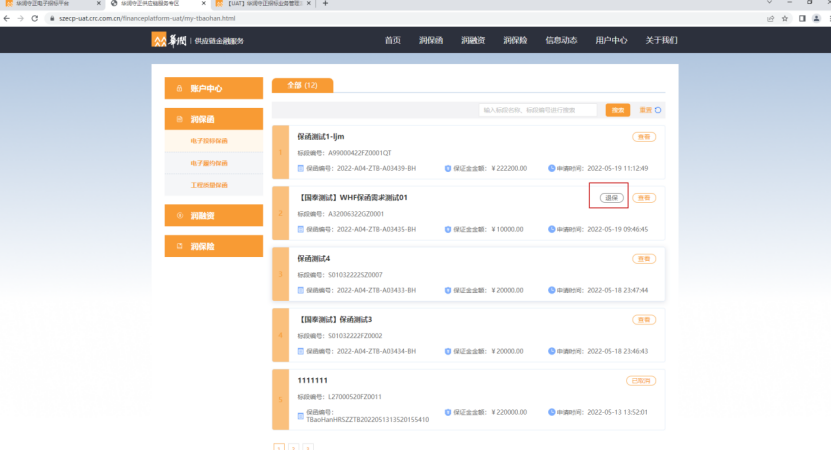 华润守正电子招标平台
华润守正供应链服务专区
【UAT】华润守正招标业务管理
szecp-uat.crc.com.cn/financeplatform-uat/my-tbaohan.html
華潤 | 供应链金融服务
首页 润保函 润融资 润保险 信息动态 用户中心 关于我们
账户中心
润保函
电子投标保函
电子履约保函
工程质量保函
润融资
润保险
全部 (12)
输入标段名称、标段编号进行搜索 搜索 重置
1
保函测试1-ljm 查看
标段编号：A99000422FZ0001QT
保函编号：2022-A04-ZTB-A03439-BH 保证金金额：￥222200.00 申请时间：2022-05-19 11:12:49
2
【国泰测试】WHF保函需求测试01 退保 查看
标段编号：A32006322GZ0001
保函编号：2022-A04-ZTB-A03435-BH 保证金金额：￥10000.00 申请时间：2022-05-19 09:46:45
3
保函测试4 查看
标段编号：S01032222SZ0007
保函编号：2022-A04-ZTB-A03433-BH 保证金金额：￥20000.00 申请时间：2022-05-18 23:47:44
4
【国泰测试】保函测试3 查看
标段编号：S01032222FZ0002
保函编号：2022-A04-ZTB-A03434-BH 保证金金额：￥20000.00 申请时间：2022-05-18 23:46:43
5
1111111 已取消
标段编号：L27000520FZ0011
保函编号：
TBaoHanHRSZZTB20220513135201­55410 保证金金额：￥220000.00 申请时间：2022-05-13 13:52:01
1 2 3